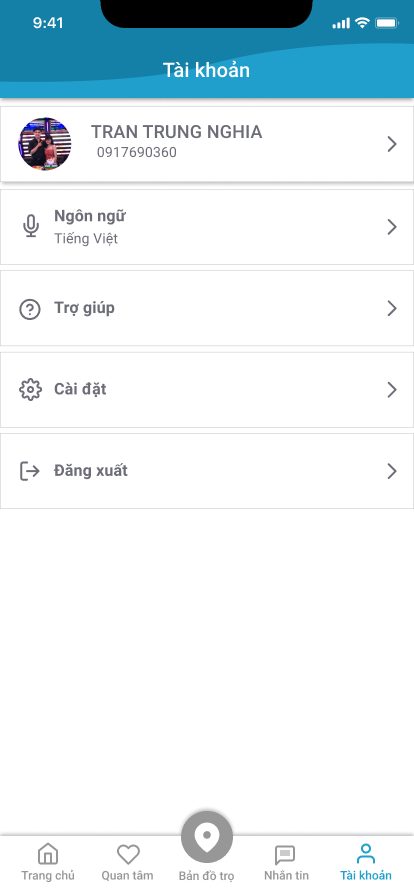 9:41
Tài khoản
TRAN TRUNG NGHIA
0917690360
Ngôn ngữ
Tiếng Việt
Trợ giúp
Cài đặt
Đăng xuất
Trang chủ
Quan tâm
Bản đồ trọ
Nhắn tin
Tài khoản